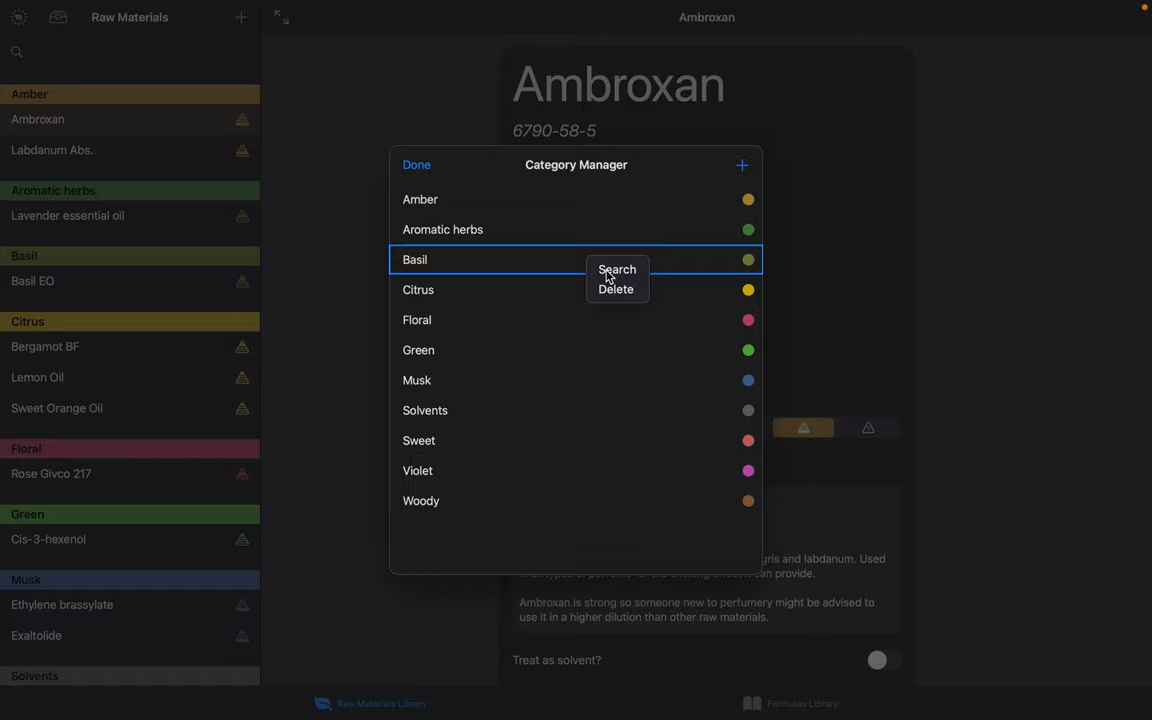 Raw Materials
Ambroxan
Amber
Ambroxan
Labdanum Abs.
Aromatic herbs
Lavender essential oil
Basil
Basil EO
Citrus
Bergamot BF
Lemon Oil
Sweet Orange Oil
Floral
Rose Givco 217
Green
Cis-3-hexenol
Musk
Ethylene brassylate
Exaltolide
Solvents
Ambroxan
6790-58-5
Done
Category Manager
Amber
Aromatic herbs
Basil
Citrus
Floral
Green
Musk
Solvents
Sweet
Violet
Woody
Search
Delete
gris and labdanum. Used
can provide.
Ambroxan is strong so someone new to perfumery might be advised to
use it in a higher dilution than other raw materials.
Treat as solvent?
Raw Materials Library
Formulas Library